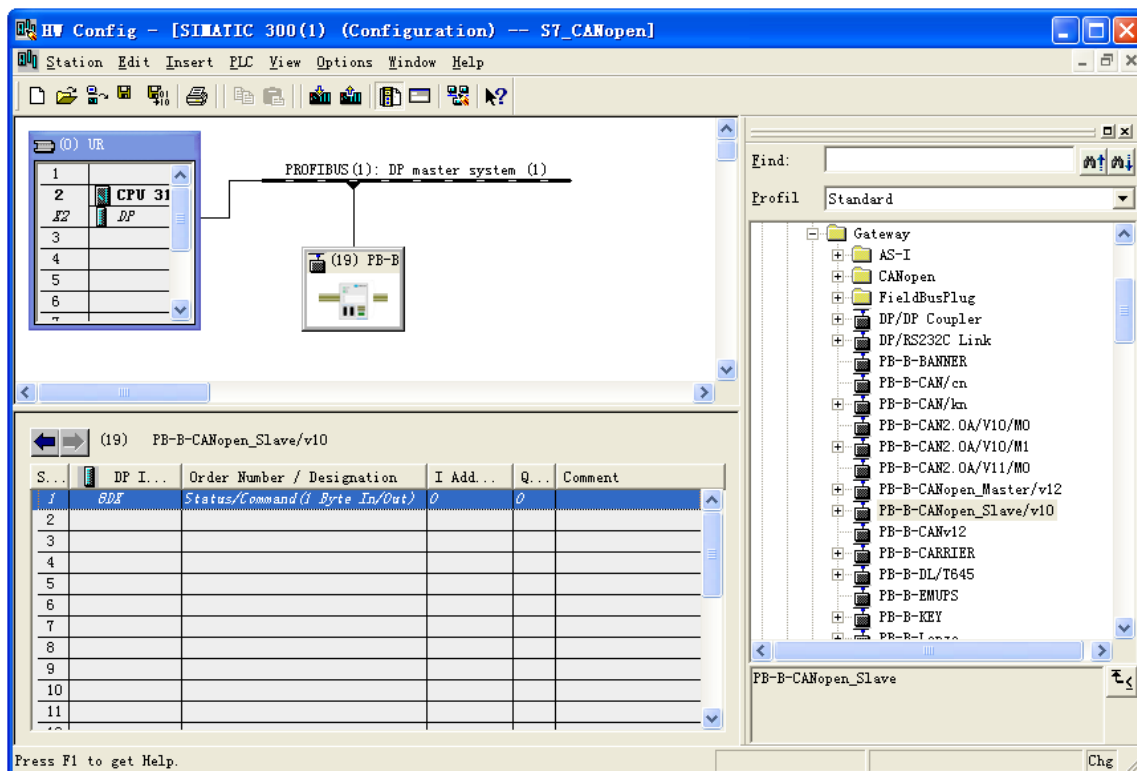 HW Config - [SIMATIC 300(1) (Configuration) -- S7_CANopen]
Station Edit Insert PLC View Options Window Help
(0) UR
1
2 CPU 31
X2 DP
3
4
5
6
7
PROFIBUS(1): DP master system (1)
(19) PB-B
Find:
Profil Standard
Gateway
AS-I
CANopen
FieldBusPlug
DP/DP Coupler
DP/RS232C Link
PB-B-BANNER
PB-B-CAN/cn
PB-B-CAN/kn
PB-B-CAN2.0A/V10/M0
PB-B-CAN2.0A/V10/M1
PB-B-CAN2.0A/V11/M0
PB-B-CANopen_Master/v12
PB-B-CANopen_Slave/v10
PB-B-CANv12
PB-B-CARRIER
PB-B-DL/T645
PB-B-EMUPS
PB-B-KEY
PB-B-Lonzo
PB-B-CANopen_Slave
(19) PB-B-CANopen_Slave/v10
S... DP I... Order Number / Designation I Add... Q... Comment
1 8DX Status/Command(1 Byte In/Out) 0 0
2
3
4
5
6
7
8
9
10
11
Press F1 to get Help.
Chg